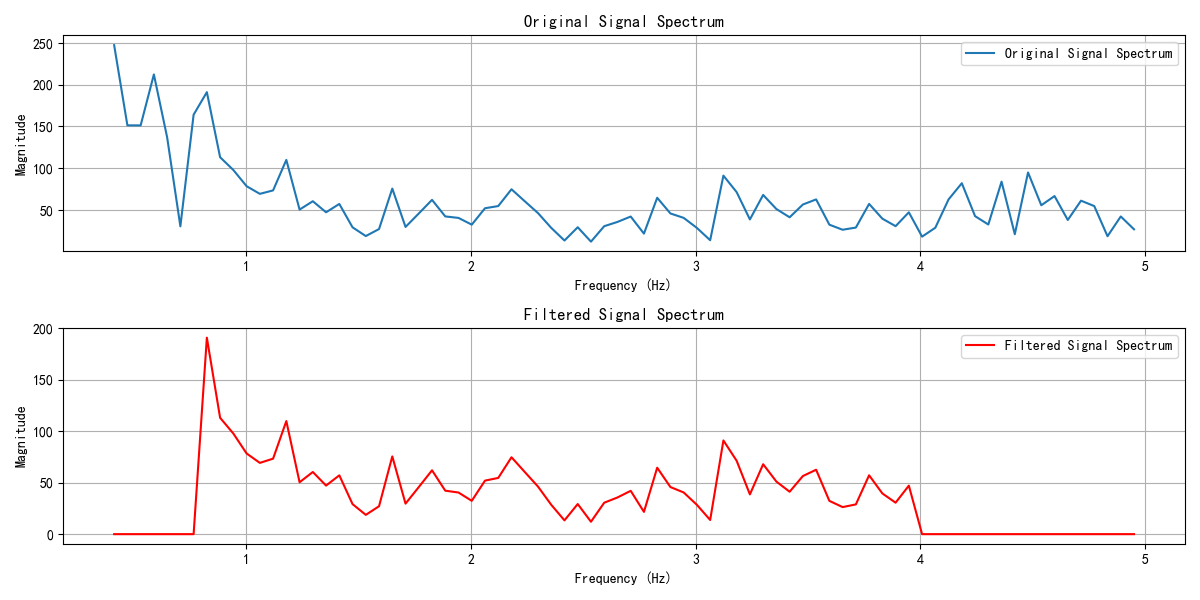 Original Signal Spectrum
250
200
150
100
50
Magnitude
Original Signal Spectrum
1 2 3 4 5
Frequency (Hz)
Filtered Signal Spectrum
200
150
100
50
0
Magnitude
Filtered Signal Spectrum
1 2 3 4 5
Frequency (Hz)